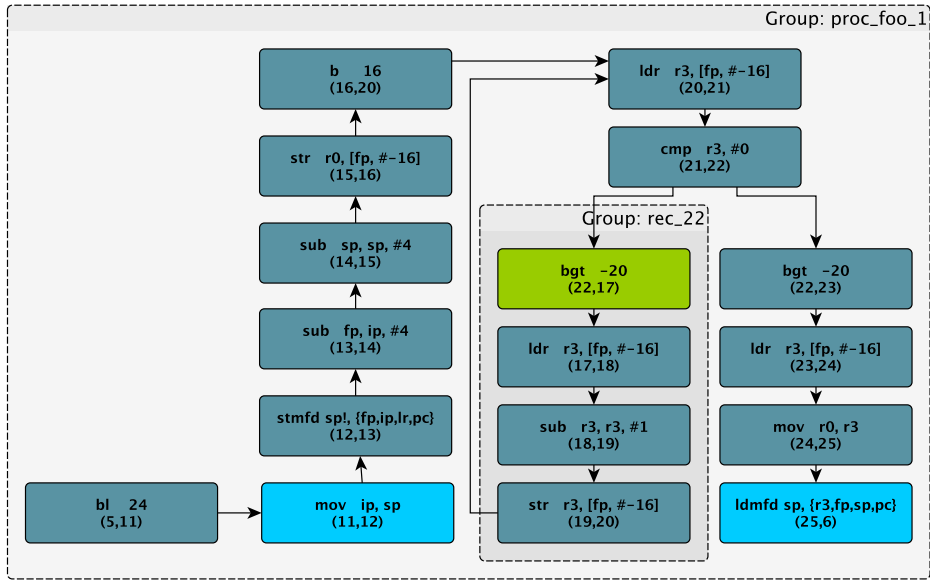 Group: proc_foo_1
b 16
(16,20)
str r0, [fp, #-16]
(15,16)
sub sp, sp, #4
(14,15)
sub fp, ip, #4
(13,14)
stmfd sp!, {fp,ip,lr,pc}
(12,13)
bl 24
(5,11)
mov ip, sp
(11,12)
ldr r3, [fp, #-16]
(20,21)
cmp r3, #0
(21,22)
Group: rec_22
bgt -20
(22,17)
ldr r3, [fp, #-16]
(17,18)
sub r3, r3, #1
(18,19)
str r3, [fp, #-16]
(19,20)
bgt -20
(22,23)
ldr r3, [fp, #-16]
(23,24)
mov r0, r3
(24,25)
ldmfd sp, {r3,fp,sp,pc}
(25,6)